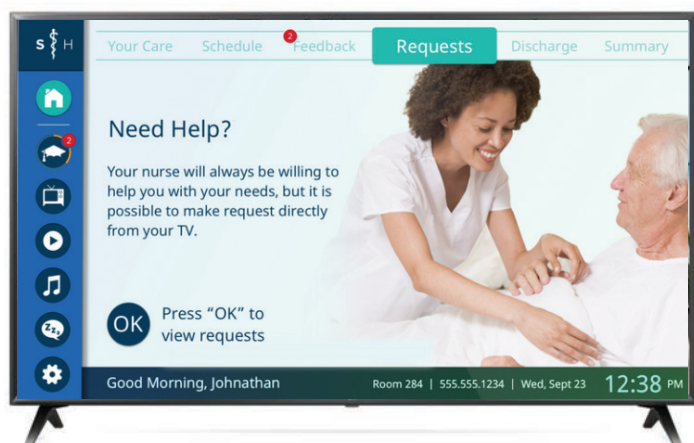 S H
Your Care Schedule 2 Feedback Requests Discharge Summary
2
Need Help?
Your nurse will always be willing to
help you with your needs, but it is
possible to make request directly
from your TV.
OK
Press “OK” to
view requests
Zzz
Good Morning, Johnathan Room 284 | 555.555.1234 | Wed, Sept 23 12:38 PM